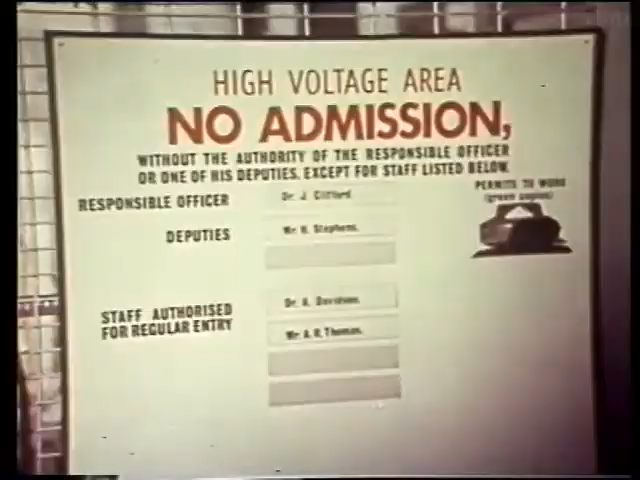 HIGH VOLTAGE AREA
NO ADMISSION,
WITHOUT THE AUTHORITY OF THE RESPONSIBLE OFFICER
OR ONE OF HIS DEPUTIES, EXCEPT FOR STAFF LISTED BELOW.
PERMITS TO WORK
(green copies)
RESPONSIBLE OFFICER Dr. J. Clifford
DEPUTIES Mr. H. Stephens.
STAFF AUTHORISED Dr. A. Davidson
FOR REGULAR ENTRY Mr. A. R. Thomas.